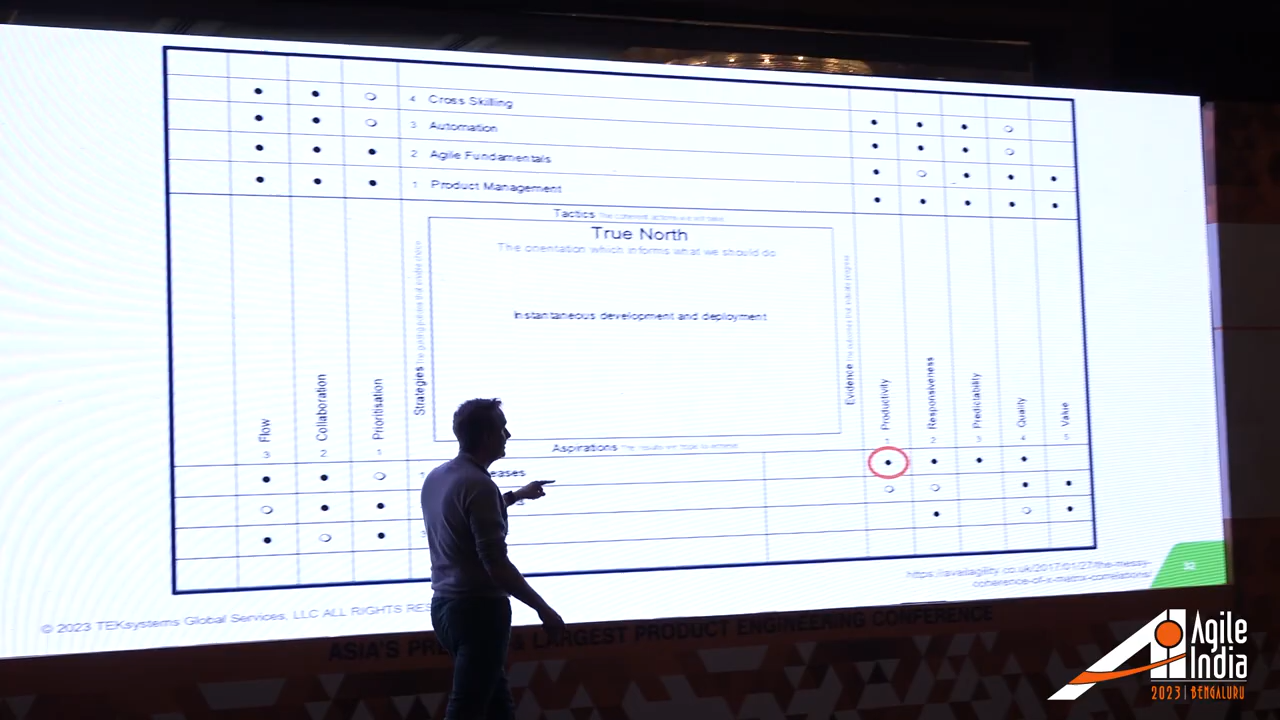 4 Cross Skilling
3 Automation
2 Agile Fundamentals
1 Product Management
Tactics The coherent actions we will take
True North
The orientation which informs what we should do
Instantaneous development and deployment
Strategies
Evidence
Flow
3
Collaboration
2
Prioritisation
1
Productivity
1
Responsiveness
2
Predictability
3
Quality
4
Value
5
Aspirations The results we hope to achieve
eases
https://availagility.co.uk/2017/01/27/the-messy-
coherence-of-x-matrix-correlations/
32
© 2023 TEKsystems Global Services, LLC ALL RIGHTS RES
ASIA'S PRE & LARGEST PRODUCT ENGINEERING CONFERENCE
Agile
India
2023 | BENGALURU